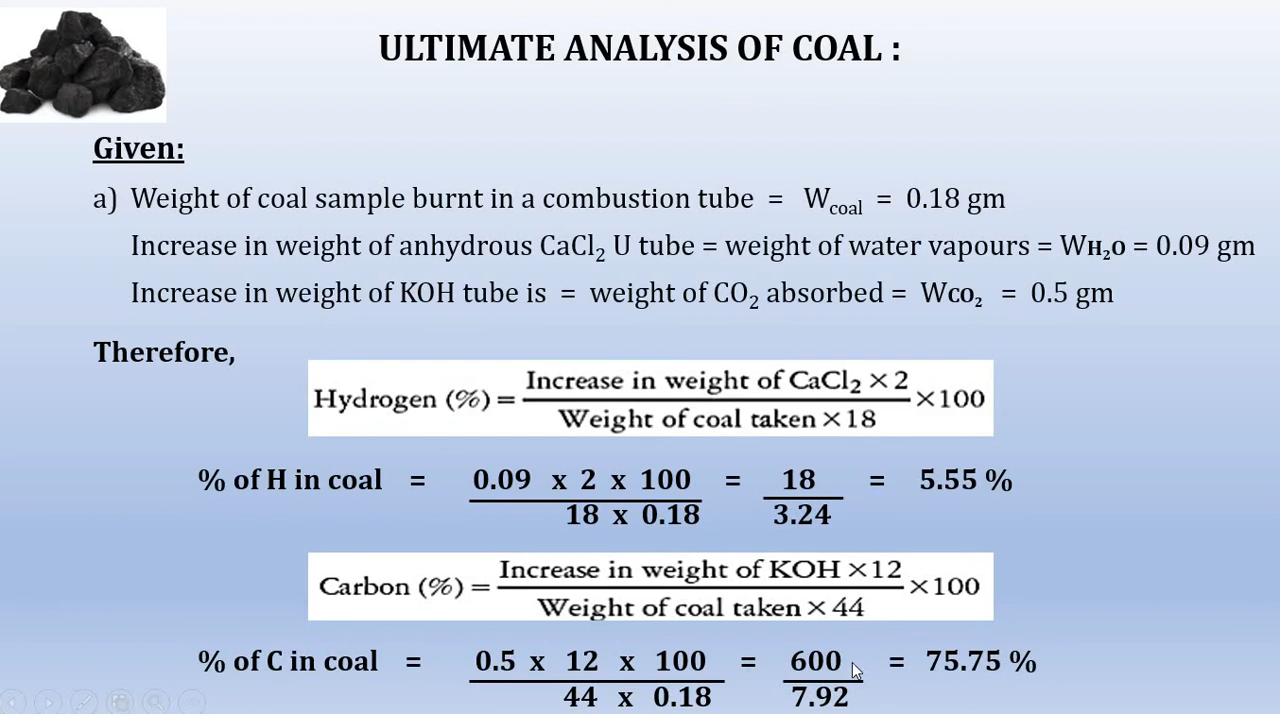 ULTIMATE ANALYSIS OF COAL :
Given:
a) Weight of coal sample burnt in a combustion tube = W_coal = 0.18 gm
Increase in weight of anhydrous CaCl₂ U tube = weight of water vapours = WH₂O = 0.09 gm
Increase in weight of KOH tube is = weight of CO₂ absorbed = Wco₂ = 0.5 gm
Therefore,
Increase in weight of CaCl₂ × 2
Hydrogen (%) = ×100
Weight of coal taken × 18
% of H in coal = 0.09 x 2 x 100 = 18 = 5.55 %
18 x 0.18 3.24
Increase in weight of KOH × 12
Carbon (%) = ×100
Weight of coal taken × 44
% of C in coal = 0.5 x 12 x 100 = 600 = 75.75 %
44 x 0.18 7.92